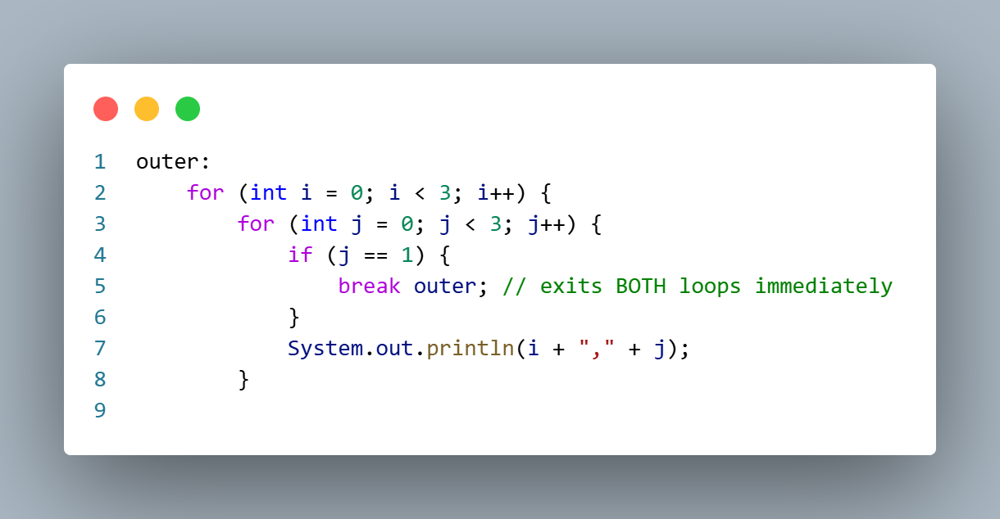 1 outer:
2     for (int i = 0; i < 3; i++) {
3         for (int j = 0; j < 3; j++) {
4             if (j == 1) {
5                 break outer; // exits BOTH loops immediately
6             }
7             System.out.println(i + "," + j);
8         }
9